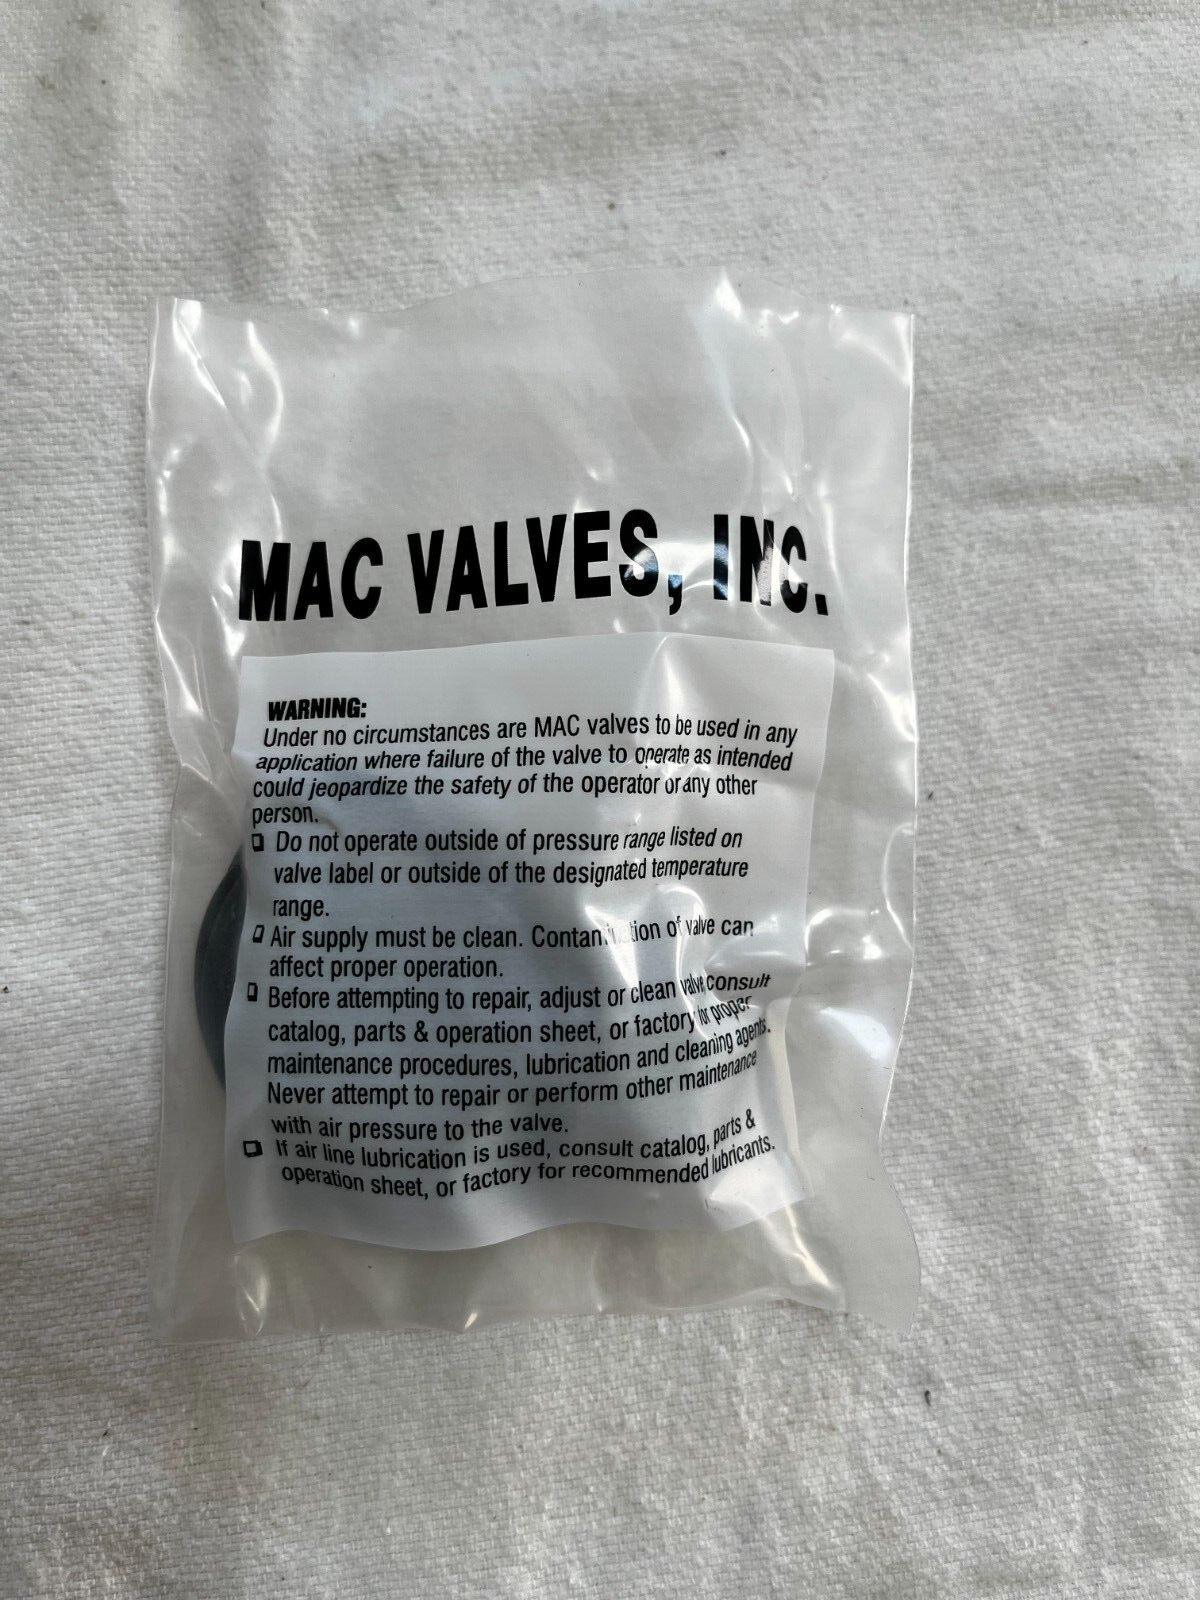 MAC VALVES, INC.
WARNING:
Under no circumstances are MAC valves to be used in any
application where failure of the valve to operate as intended
could jeopardize the safety of the operator or any other
person.
❑ Do not operate outside of pressure range listed on
valve label or outside of the designated temperature
range.
❑ Air supply must be clean. Contamination of valve can
affect proper operation.
❑ Before attempting to repair, adjust or clean valve consult
catalog, parts & operation sheet, or factory for proper
maintenance procedures, lubrication and cleaning agents.
Never attempt to repair or perform other maintenance
with air pressure to the valve.
❑ If air line lubrication is used, consult catalog, parts &
operation sheet, or factory for recommended lubricants.